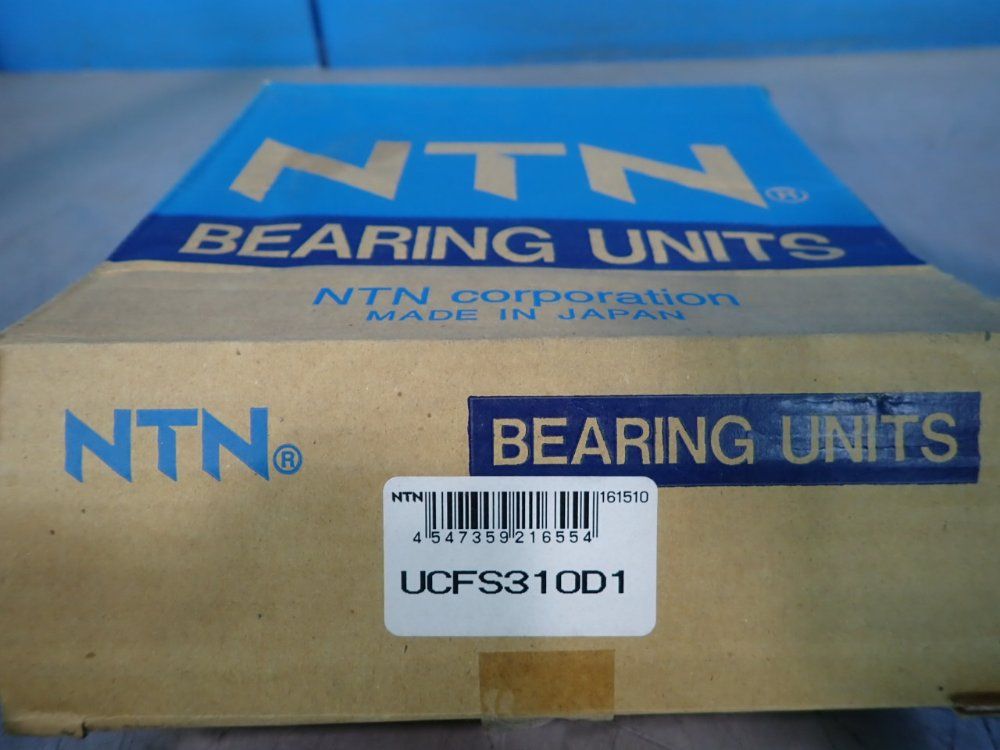 NTN®
BEARING UNITS
NTN corporation
MADE IN JAPAN
NTN®
BEARING UNITS
NTN 161510
4 547359 216554
UCFS310D1